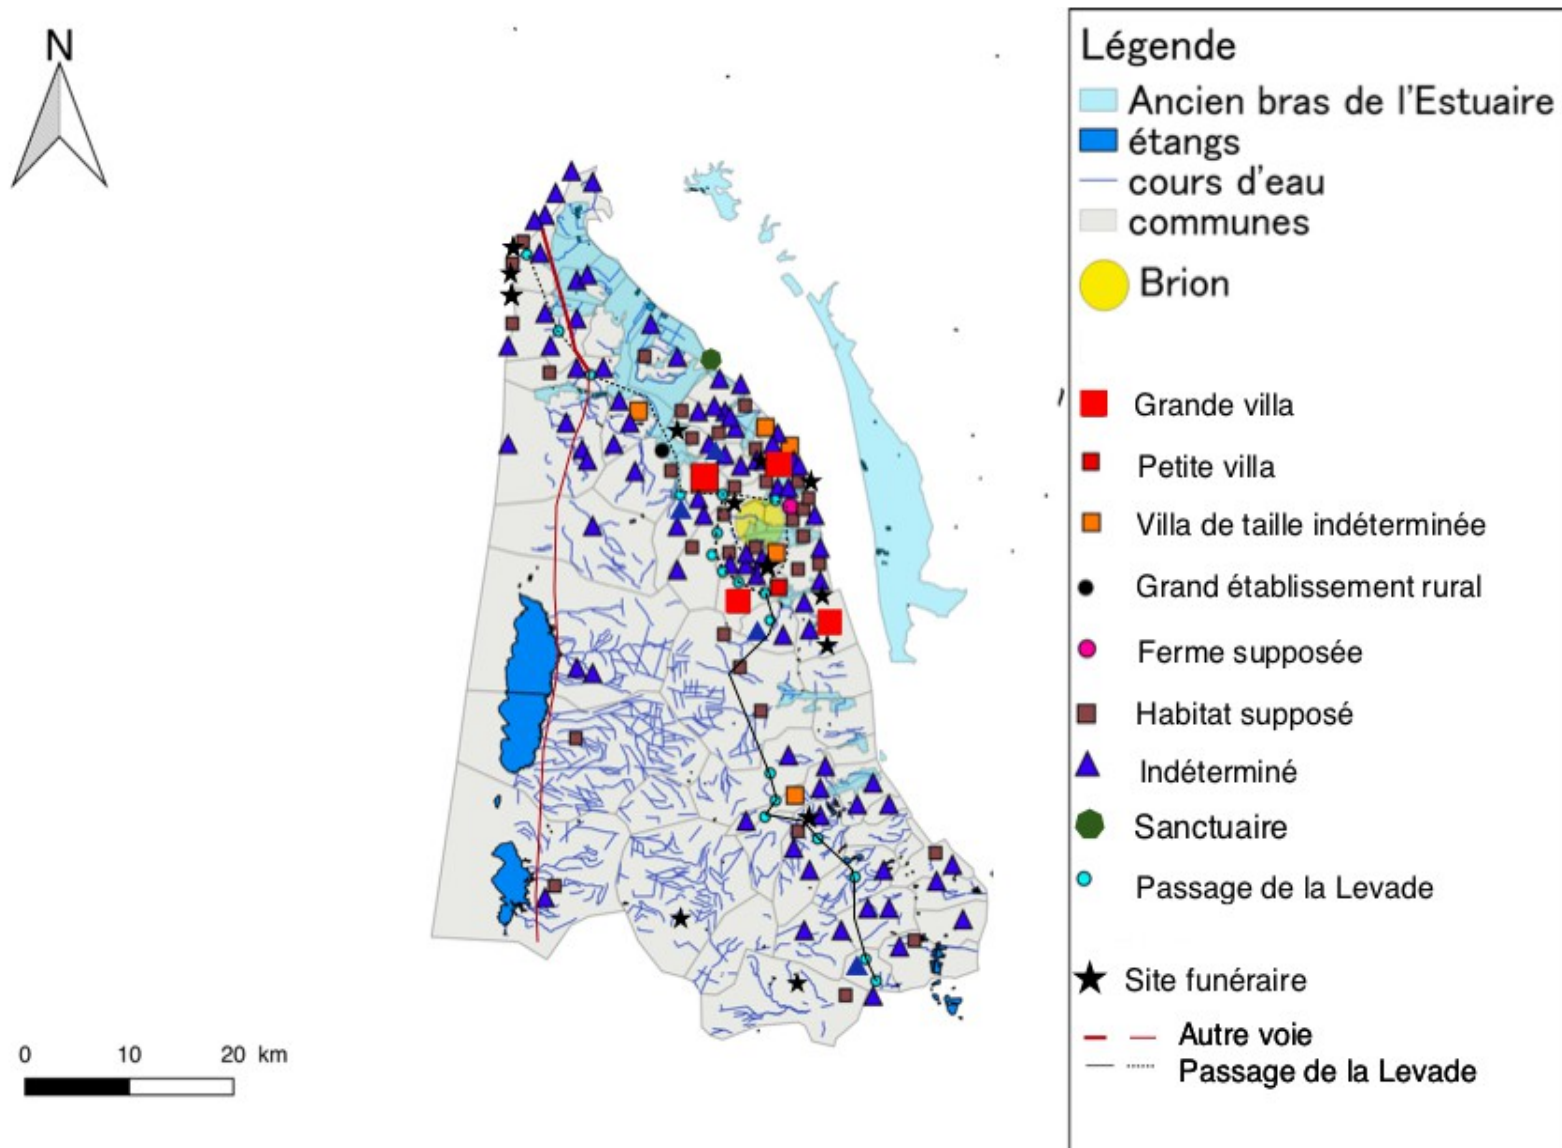 N
Légende
Ancien bras de l'Estuaire
étangs
cours d'eau
communes
Brion
Grande villa
Petite villa
Villa de taille indéterminée
Grand établissement rural
Ferme supposée
Habitat supposé
Indéterminé
Sanctuaire
Passage de la Levade
Site funéraire
Autre voie
Passage de la Levade
0 10 20 km